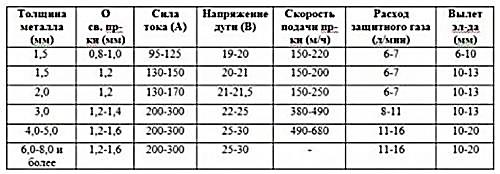 Толщина металла (мм) | О св. пр-ки (мм) | Сила тока (А) | Напряжение дуги (В) | Скорость подачи пр-ки (м/ч) | Расход защитного газа (л/мин) | Вылет эл-да (мм)
1,5 | 0,8-1,0 | 95-125 | 19-20 | 150-220 | 6-7 | 6-10
1,5 | 1,2 | 130-150 | 20-21 | 150-200 | 6-7 | 10-13
2,0 | 1,2 | 130-170 | 21-21,5 | 150-250 | 6-7 | 10-13
3,0 | 1,2-1,4 | 200-300 | 22-25 | 380-490 | 8-11 | 10-13
4,0-5,0 | 1,2-1,6 | 200-300 | 25-30 | 490-680 | 11-16 | 10-20
6,0-8,0 и более | 1,2-1,6 | 200-300 | 25-30 | - | 11-16 | 10-20